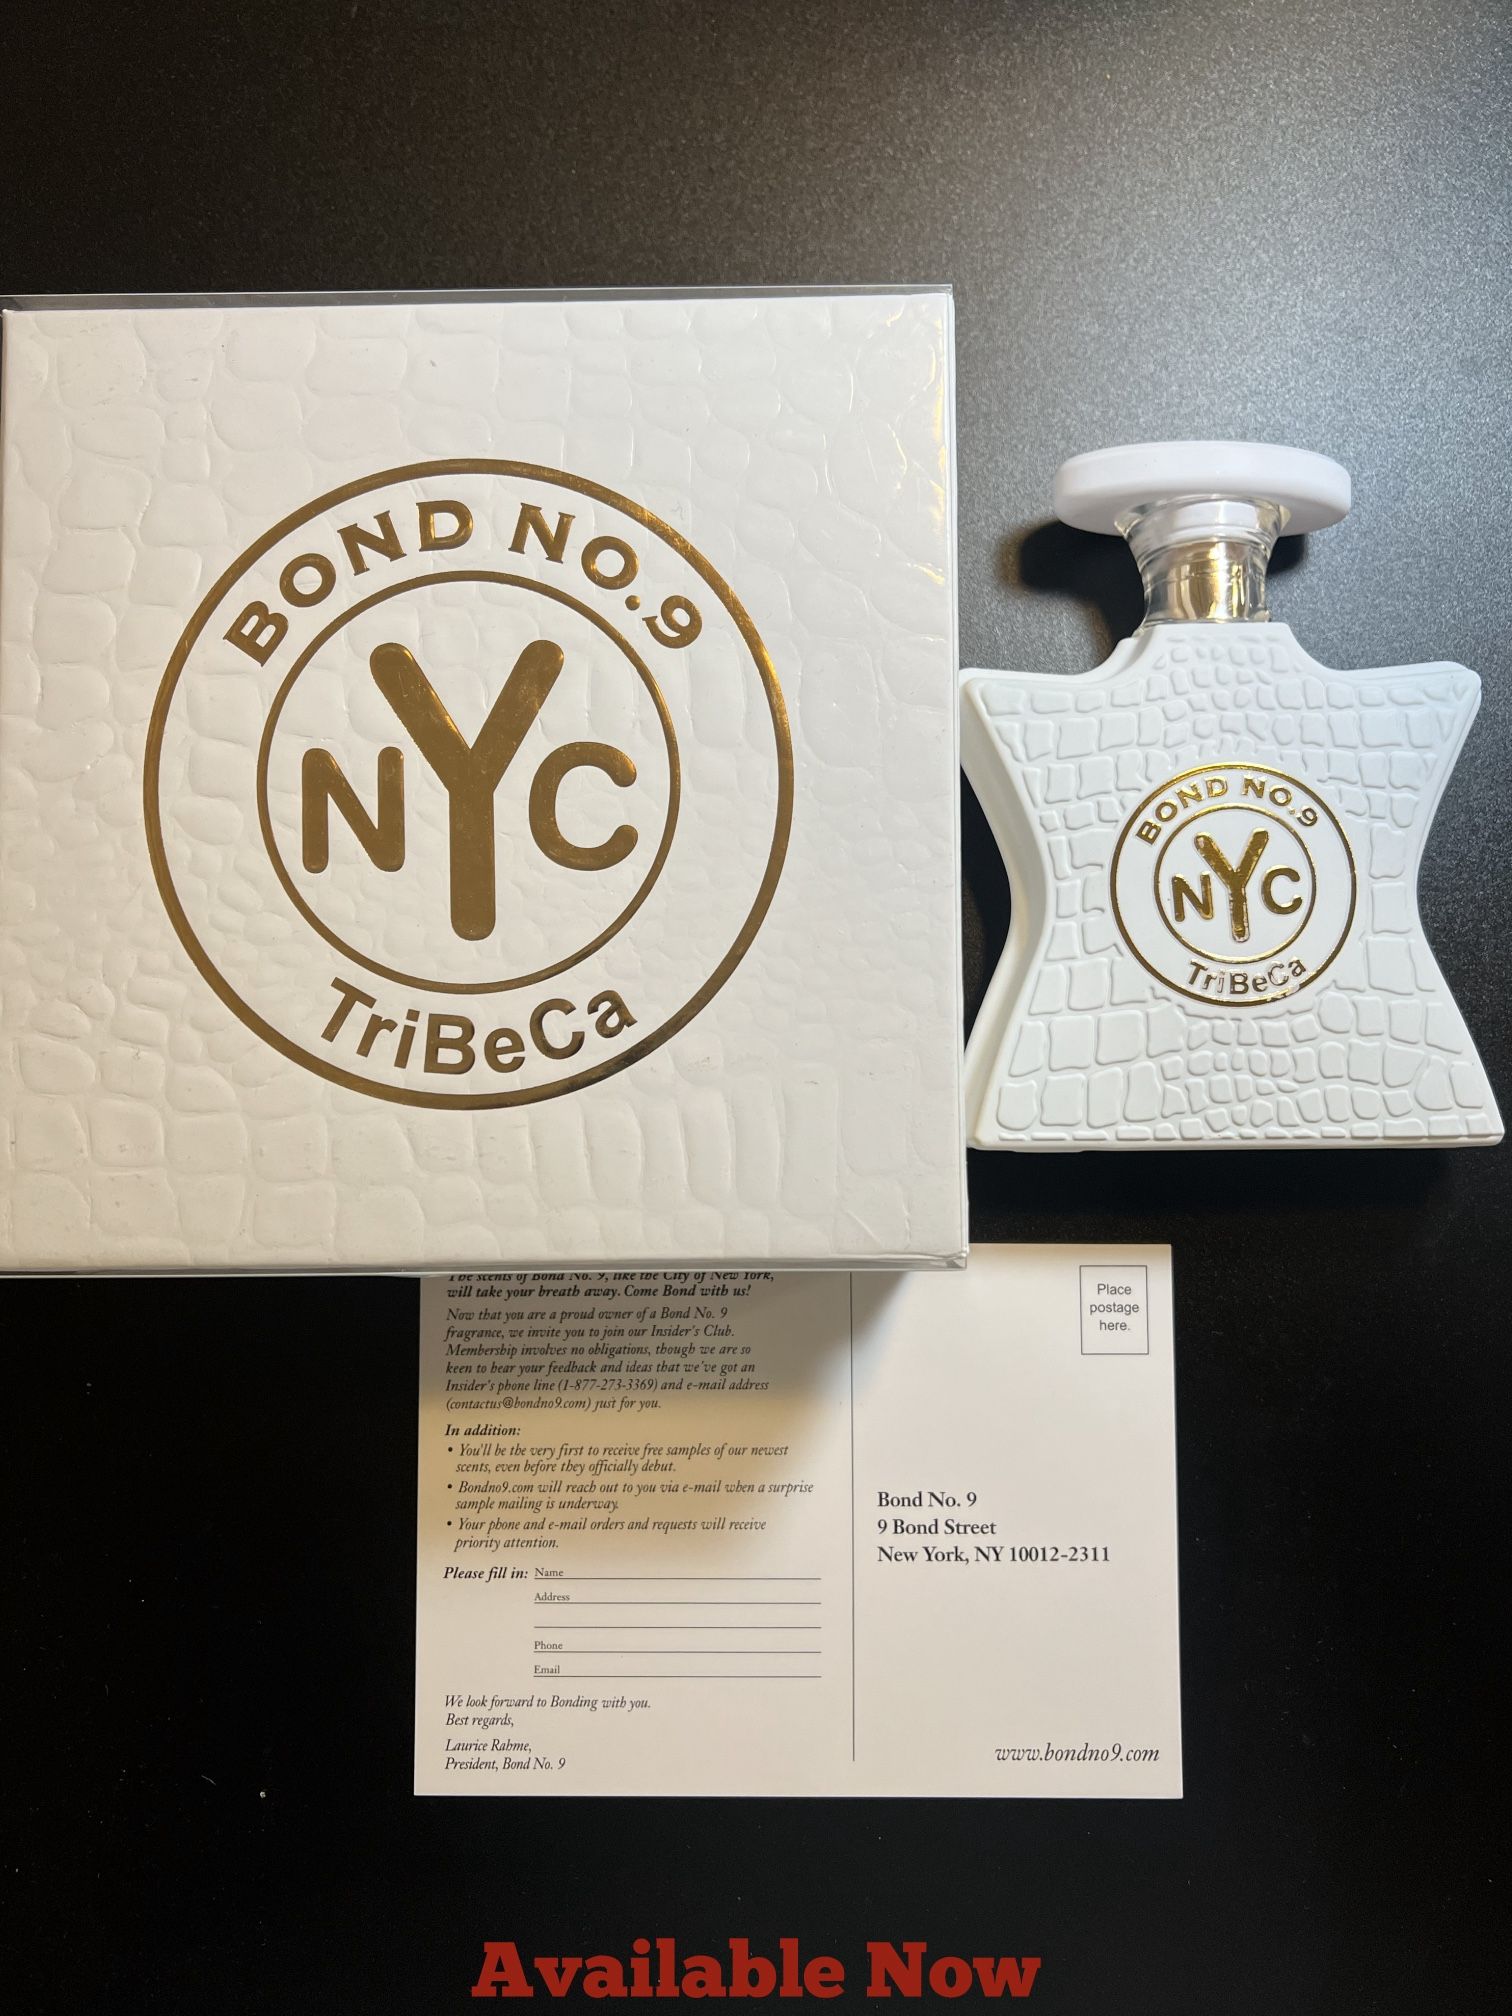 BOND NO.9
NYC
TriBeCa
BOND NO.9
NYC
TriBeCa
The scents of Bond No. 9, like the City of New York,
will take your breath away. Come Bond with us!
Now that you are a proud owner of a Bond No. 9
fragrance, we invite you to join our Insider's Club.
Membership involves no obligations, though we are so
keen to hear your feedback and ideas that we've got an
Insider's phone line (1-877-273-3369) and e-mail address
(contactus@bondno9.com) just for you.
In addition:
• You'll be the very first to receive free samples of our newest
scents, even before they officially debut.
• Bondno9.com will reach out to you via e-mail when a surprise
sample mailing is underway.
• Your phone and e-mail orders and requests will receive
priority attention.
Please fill in: Name
Address
Phone
Email
We look forward to Bonding with you.
Best regards,
Laurice Rahme,
President, Bond No. 9
Place
postage
here.
Bond No. 9
9 Bond Street
New York, NY 10012-2311
www.bondno9.com
Available Now